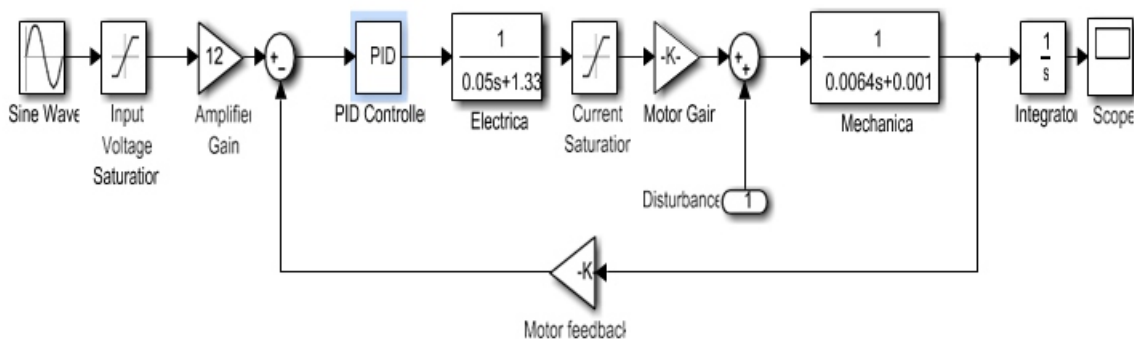 12
+
-
PID
1
0.05s+1.33
-K-
+
+
1
0.0064s+0.001
1
s
Sine Wave
Input
Voltage
Saturation
Amplifier
Gain
PID Controller
Electrica
Current
Saturation
Motor Gain
Mechanica
Integrator
Scope
Disturbance
1
-K-
Motor feedback